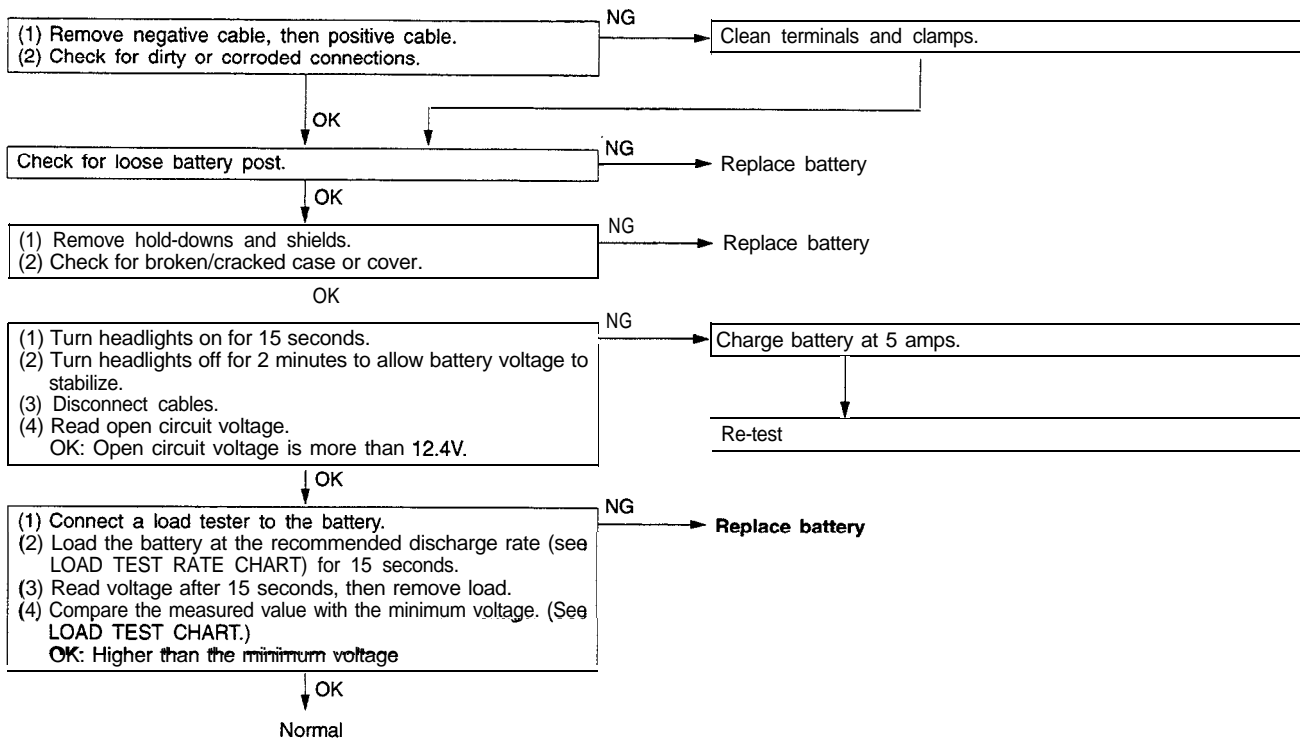 (1) Remove negative cable, then positive cable.
(2) Check for dirty or corroded connections.
NG
Clean terminals and clamps.
OK
Check for loose battery post.
NG
Replace battery
OK
(1) Remove hold-downs and shields.
(2) Check for broken/cracked case or cover.
NG
Replace battery
OK
(1) Turn headlights on for 15 seconds.
(2) Turn headlights off for 2 minutes to allow battery voltage to
stabilize.
(3) Disconnect cables.
(4) Read open circuit voltage.
OK: Open circuit voltage is more than 12.4V.
NG
Charge battery at 5 amps.
Re-test
OK
(1) Connect a load tester to the battery.
(2) Load the battery at the recommended discharge rate (see
LOAD TEST RATE CHART) for 15 seconds.
(3) Read voltage after 15 seconds, then remove load.
(4) Compare the measured value with the minimum voltage. (See
LOAD TEST CHART.)
OK: Higher than the minimum voltage
NG
Replace battery
OK
Normal